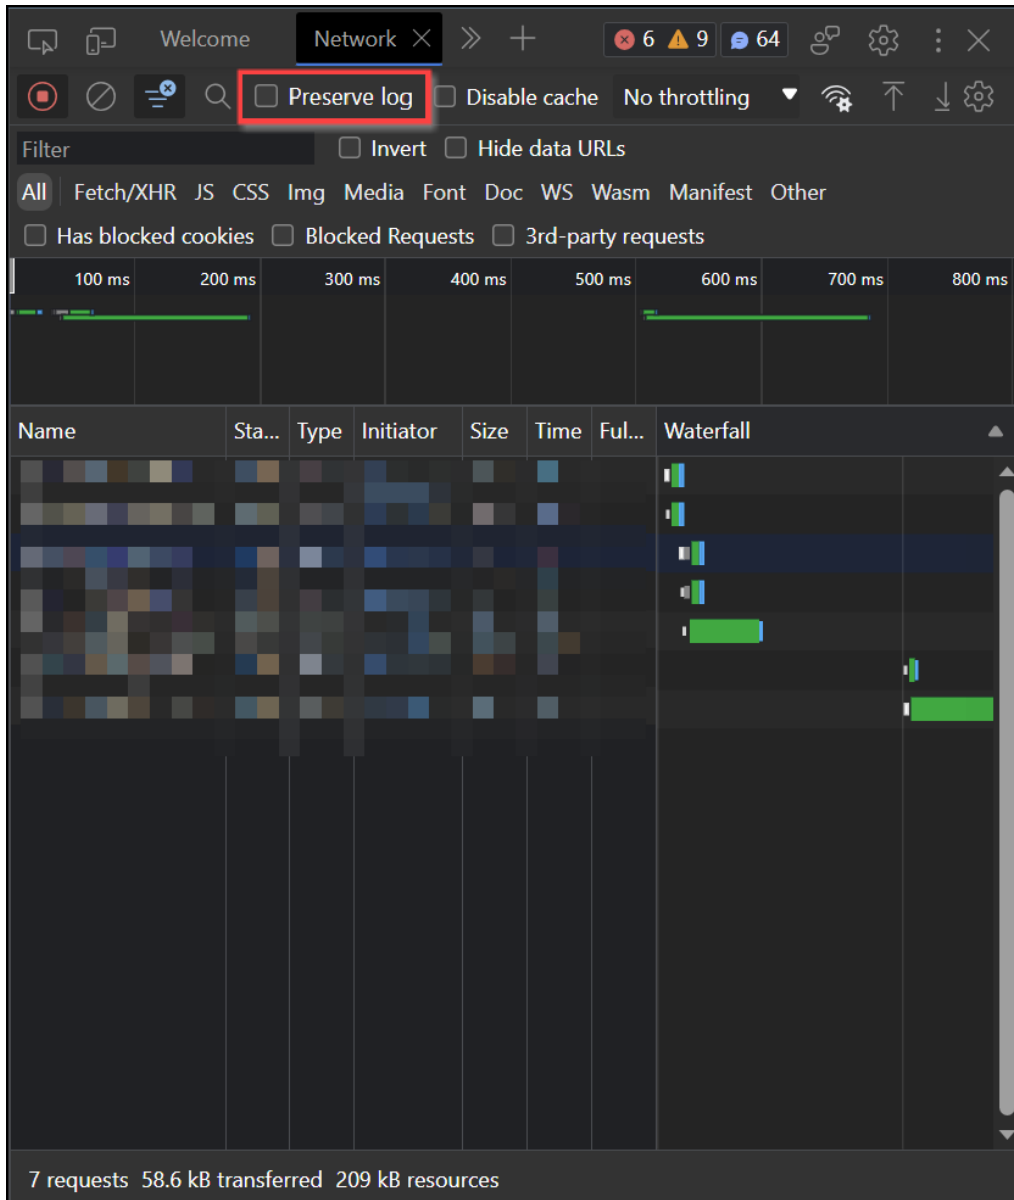 Welcome Network 6 9 64
Preserve log Disable cache No throttling
Filter Invert Hide data URLs
All Fetch/XHR JS CSS Img Media Font Doc WS Wasm Manifest Other
Has blocked cookies Blocked Requests 3rd-party requests
100 ms 200 ms 300 ms 400 ms 500 ms 600 ms 700 ms 800 ms
Name Sta... Type Initiator Size Time Ful... Waterfall
7 requests 58.6 kB transferred 209 kB resources